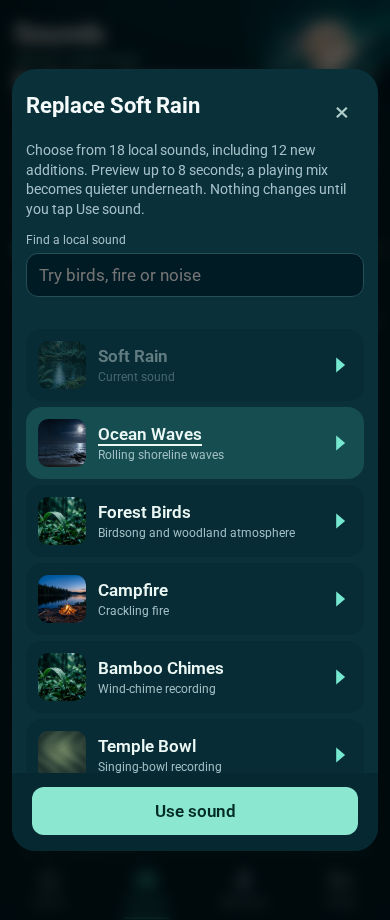 Sounds
Replace Soft Rain
×
Choose from 18 local sounds, including 12 new
additions. Preview up to 8 seconds; a playing mix
becomes quieter underneath. Nothing changes until
you tap Use sound.
Find a local sound
Try birds, fire or noise
Soft Rain
Current sound
Ocean Waves
Rolling shoreline waves
Forest Birds
Birdsong and woodland atmosphere
Campfire
Crackling fire
Bamboo Chimes
Wind-chime recording
Temple Bowl
Singing-bowl recording
Use sound